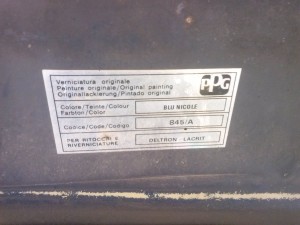 Verniciatura originale
Peinture originale/Original painting
Originallackierung/Pintado original
PPG
Colore/Teinte/Colour
Farbton/Color
BLU NICOLE
Codice/Code/Codigo
845/A
PER RITOCCHI E
RIVERNICIATURE
DELTRON LACNIT